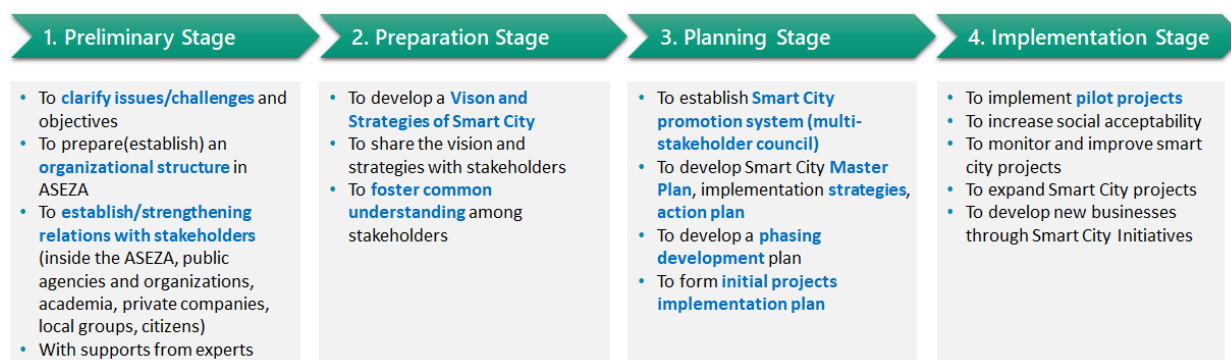 1. Preliminary Stage
• To clarify issues/challenges and
objectives
• To prepare(establish) an
organizational structure in
ASEZA
• To establish/strengthening
relations with stakeholders
(inside the ASEZA, public
agencies and organizations,
academia, private companies,
local groups, citizens)
• With supports from experts
2. Preparation Stage
• To develop a Vison and
Strategies of Smart City
• To share the vision and
strategies with stakeholders
• To foster common
understanding among
stakeholders
3. Planning Stage
• To establish Smart City
promotion system (multi-
stakeholder council)
• To develop Smart City Master
Plan, implementation strategies,
action plan
• To develop a phasing
development plan
• To form initial projects
implementation plan
4. Implementation Stage
• To implement pilot projects
• To increase social acceptability
• To monitor and improve smart
city projects
• To expand Smart City projects
• To develop new businesses
through Smart City Initiatives